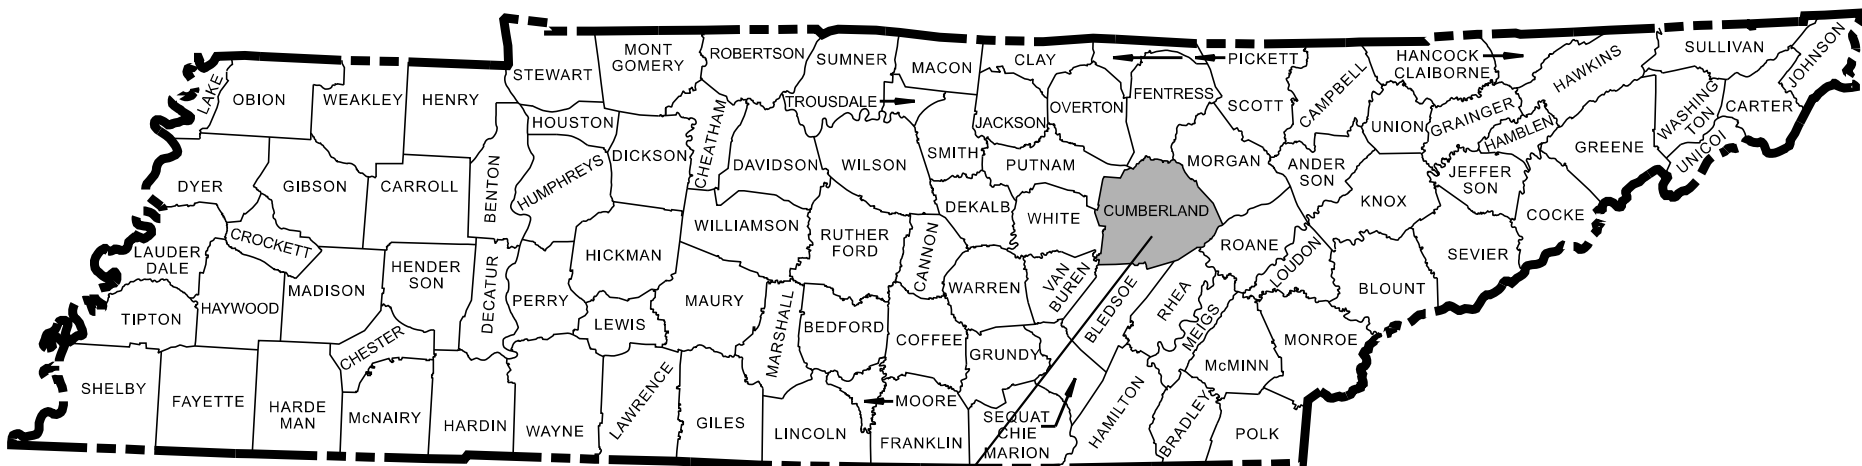 STEWART
MONT
GOMERY
ROBERTSON
SUMNER
MACON
CLAY
PICKETT
HANCOCK
CLAIBORNE
SULLIVAN
JOHNSON
HAWKINS
LAKE
OBION
WEAKLEY
HENRY
TROUSDALE
JACKSON
OVERTON
FENTRESS
SCOTT
CAMPBELL
UNION
GRAINGER
HAMBLEN
GREENE
WASHING
TON
UNICOI
CARTER
HOUSTON
DICKSON
CHEATHAM
DAVIDSON
WILSON
SMITH
PUTNAM
MORGAN
ANDER
SON
KNOX
JEFFER
SON
COCKE
DYER
GIBSON
CARROLL
BENTON
HUMPHREYS
WILLIAMSON
RUTHER
FORD
CANNON
DEKALB
WHITE
CUMBERLAND
ROANE
LOUDON
SEVIER
BLOUNT
LAUDER
DALE
CROCKETT
HAYWOOD
MADISON
HENDER
SON
DECATUR
PERRY
HICKMAN
LEWIS
MAURY
MARSHALL
BEDFORD
WARREN
VAN
BUREN
BLEDSOE
RHEA
MEIGS
McMINN
MONROE
TIPTON
CHESTER
COFFEE
GRUNDY
SHELBY
FAYETTE
HARDE
MAN
McNAIRY
HARDIN
WAYNE
LAWRENCE
GILES
LINCOLN
MOORE
FRANKLIN
SEQUAT
CHIE
MARION
HAMILTON
BRADLEY
POLK